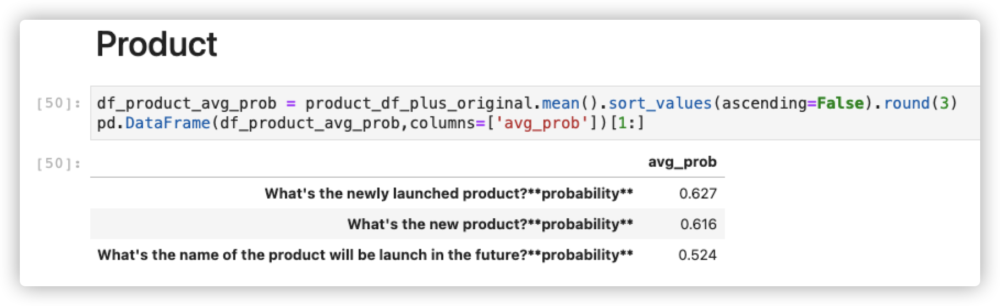 Product
[50]: df_product_avg_prob = product_df_plus_original.mean().sort_values(ascending=False).round(3)
pd.DataFrame(df_product_avg_prob,columns=['avg_prob'])[1:]
[50]: avg_prob
What's the newly launched product?**probability** 0.627
What's the new product?**probability** 0.616
What's the name of the product will be launch in the future?**probability** 0.524